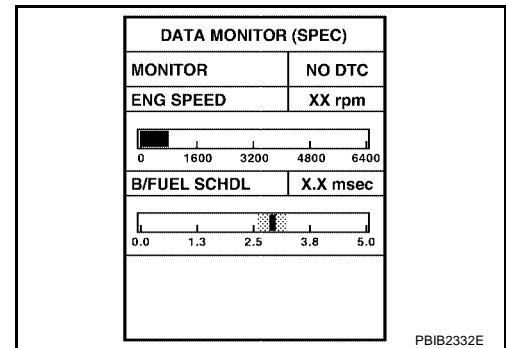 DATA MONITOR (SPEC)
MONITOR NO DTC
ENG SPEED XX rpm
0 1600 3200 4800 6400
B/FUEL SCHDL X.X msec
0.0 1.3 2.5 3.8 5.0
PBIB2332E